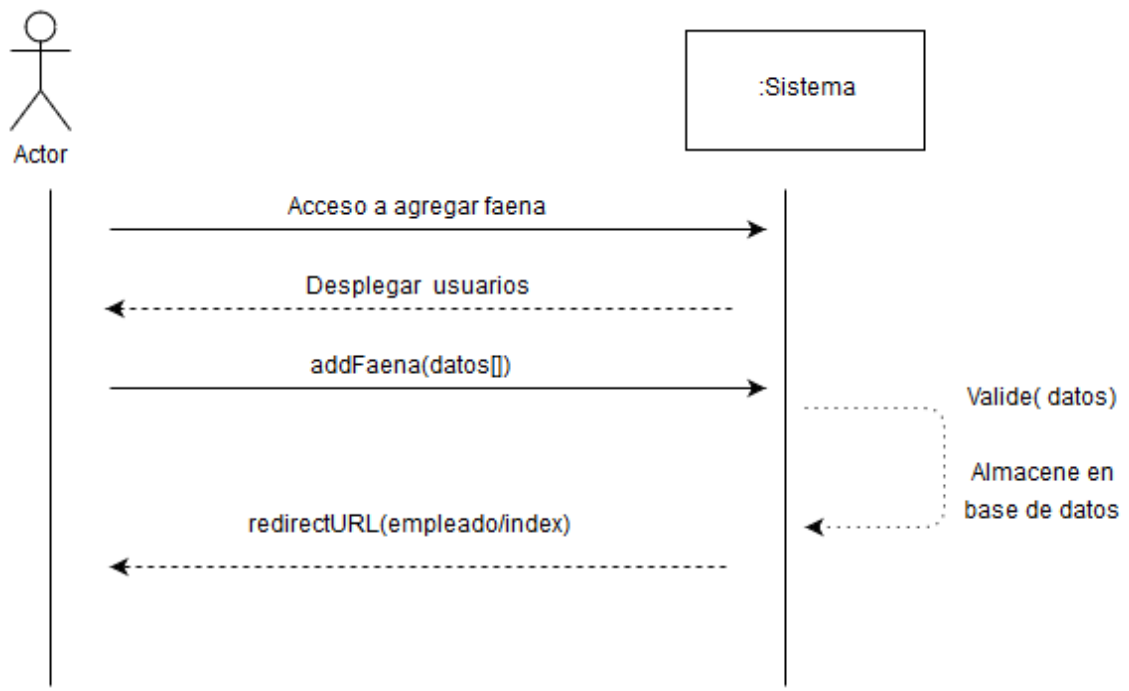 :Sistema
Actor
Acceso a agregar faena
Desplegar usuarios
addFaena(datos[])
Valide( datos)
Almacene en
base de datos
redirectURL(empleado/index)